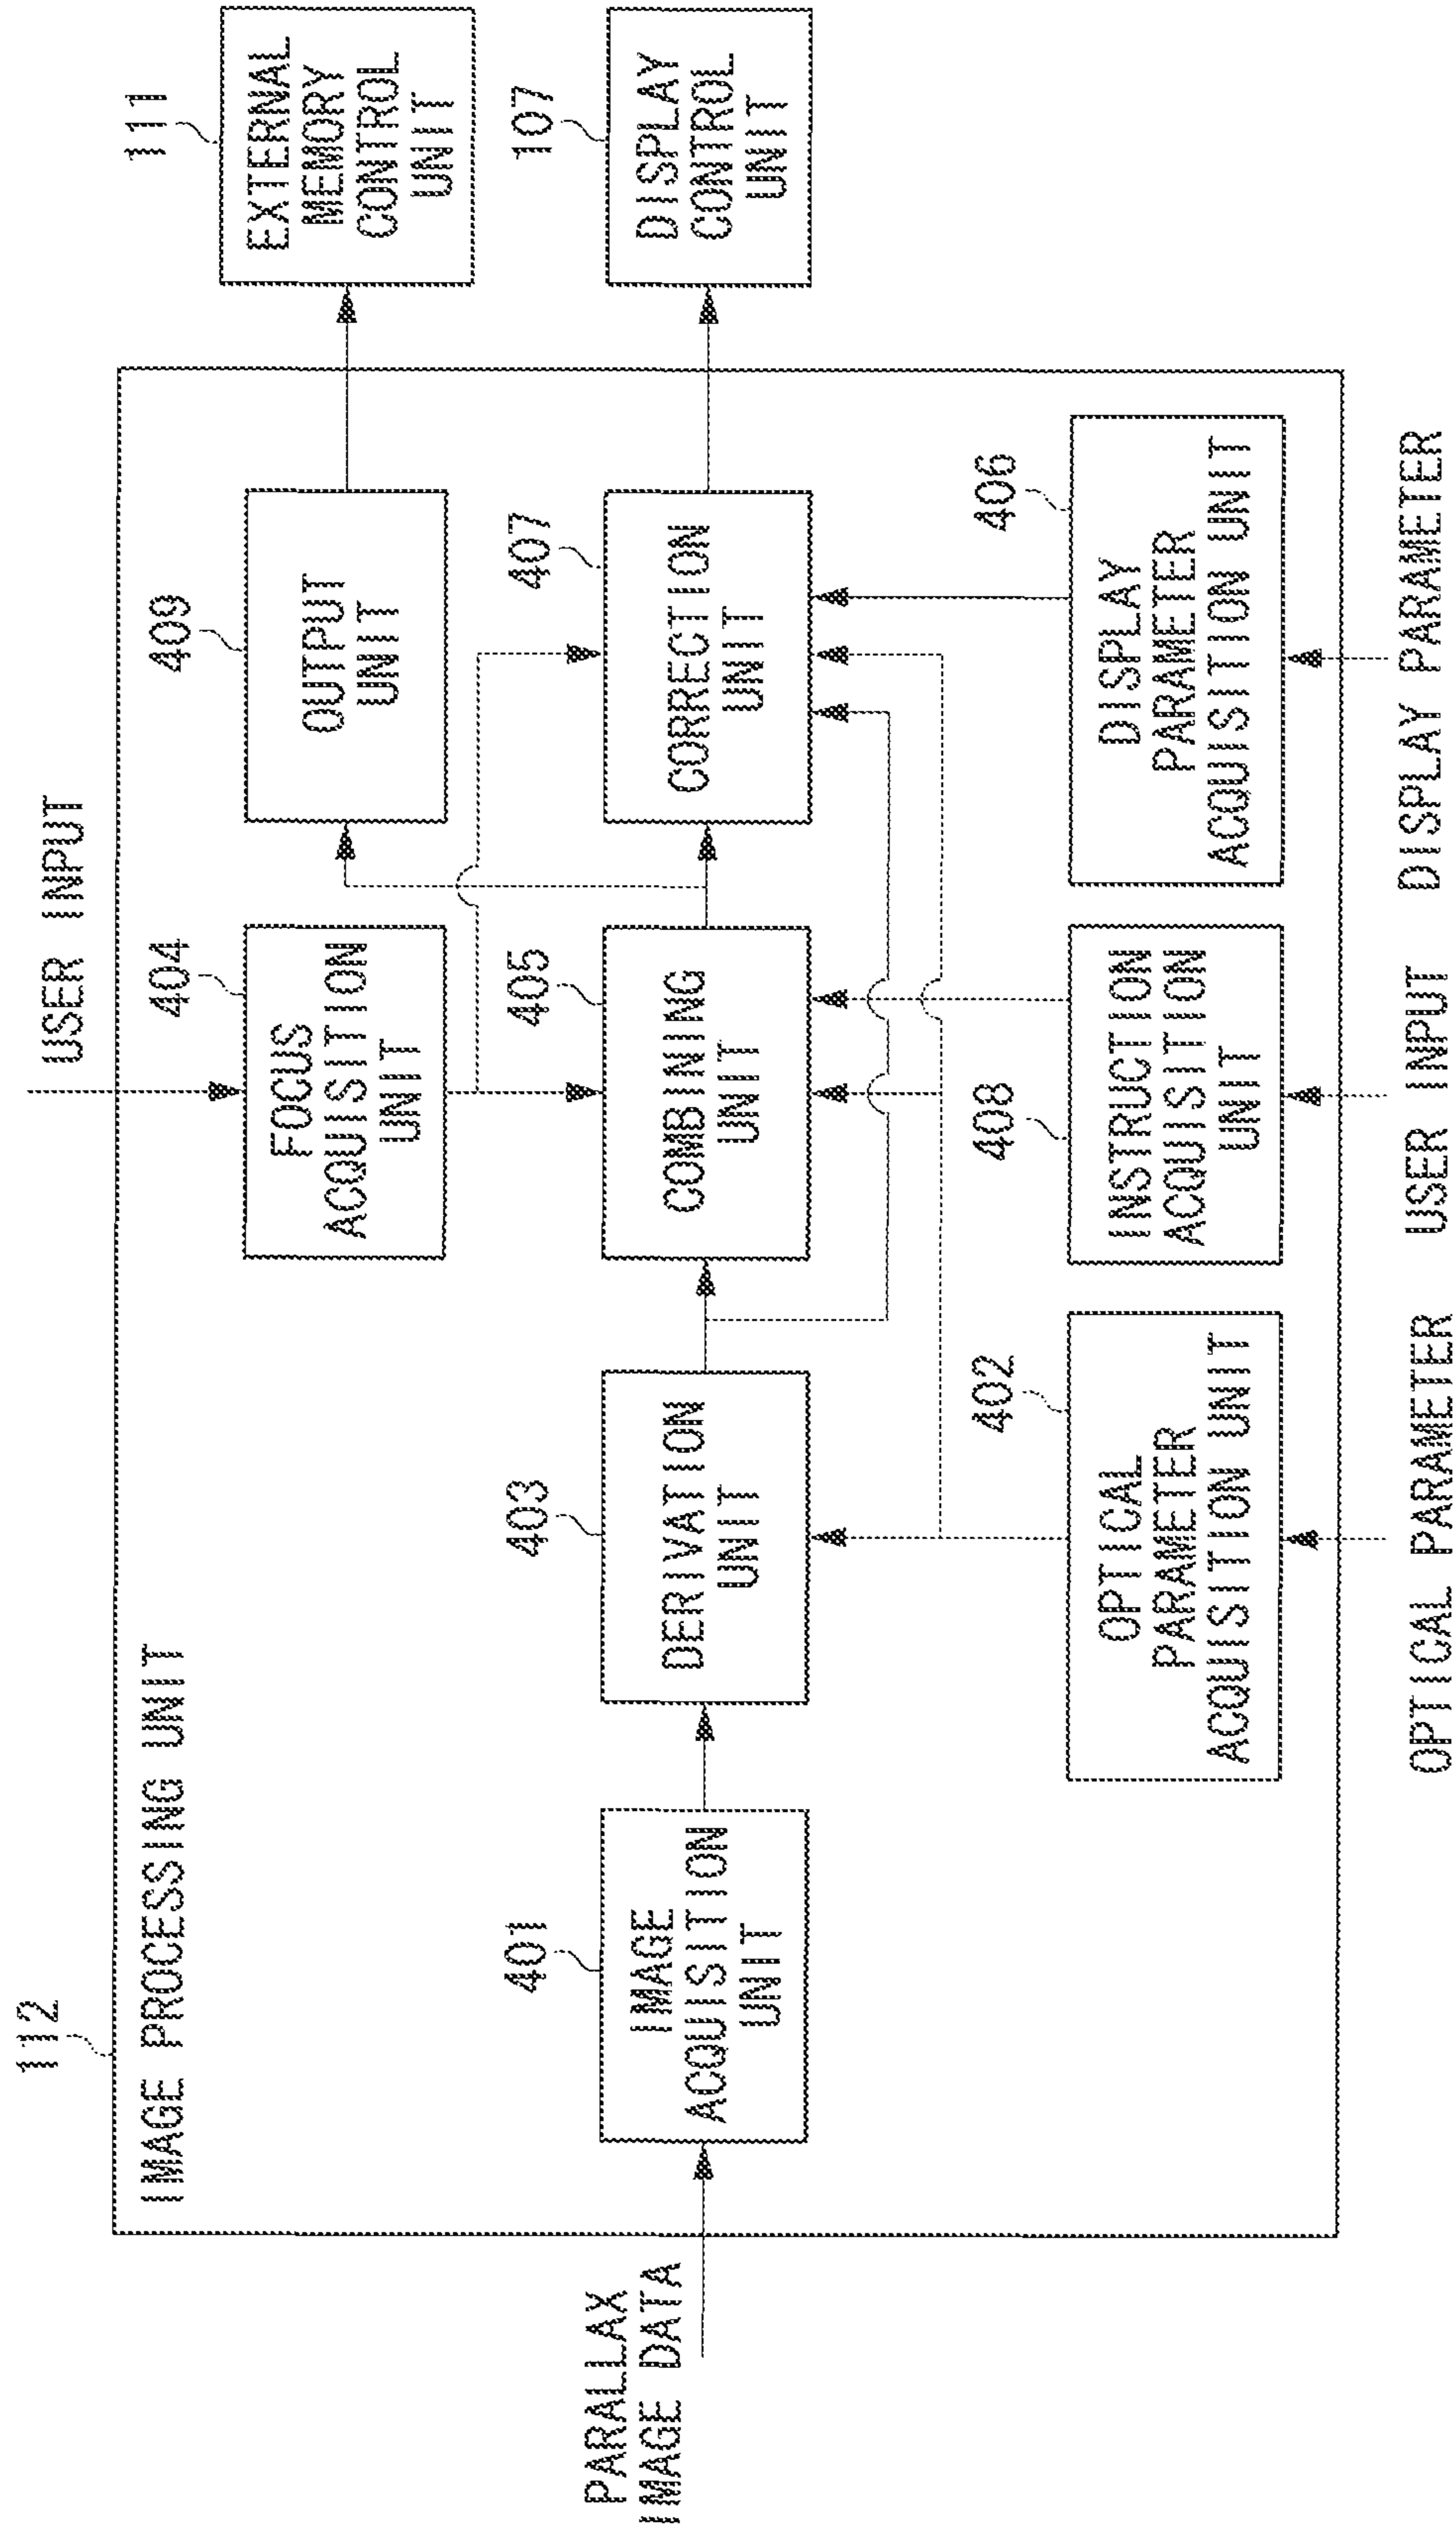 112
IMAGE PROCESSING UNIT
USER INPUT
404
FOCUS
ACQUISITION
UNIT
409
OUTPUT
UNIT
111
EXTERNAL
MEMORY
CONTROL
UNIT
PARALLAX
IMAGE DATA
401
IMAGE
ACQUISITION
UNIT
403
DERIVATION
UNIT
405
COMBINING
UNIT
407
CORRECTION
UNIT
107
DISPLAY
CONTROL
UNIT
402
OPTICAL
PARAMETER
ACQUISITION UNIT
408
INSTRUCTION
ACQUISITION
UNIT
406
DISPLAY
PARAMETER
ACQUISITION UNIT
OPTICAL PARAMETER
USER INPUT
DISPLAY PARAMETER